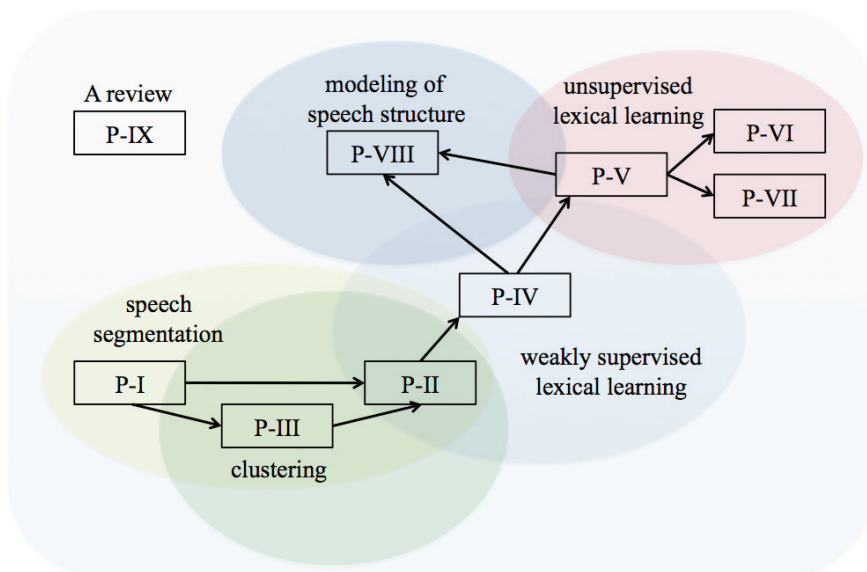 A review
P-IX
modeling of
speech structure
P-VIII
unsupervised
lexical learning
P-VI
P-V
P-VII
P-IV
weakly supervised
lexical learning
speech
segmentation
P-I
P-II
P-III
clustering